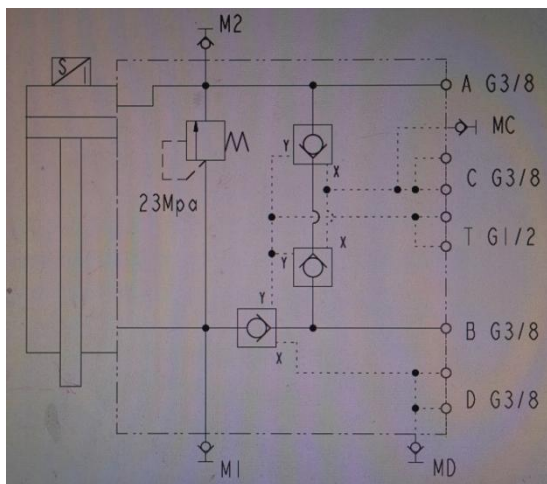 M2
S
A G3/8
MC
Y
X
C G3/8
23Mpa
X
T G1/2
Y
Y
B G3/8
X
D G3/8
M1
MD